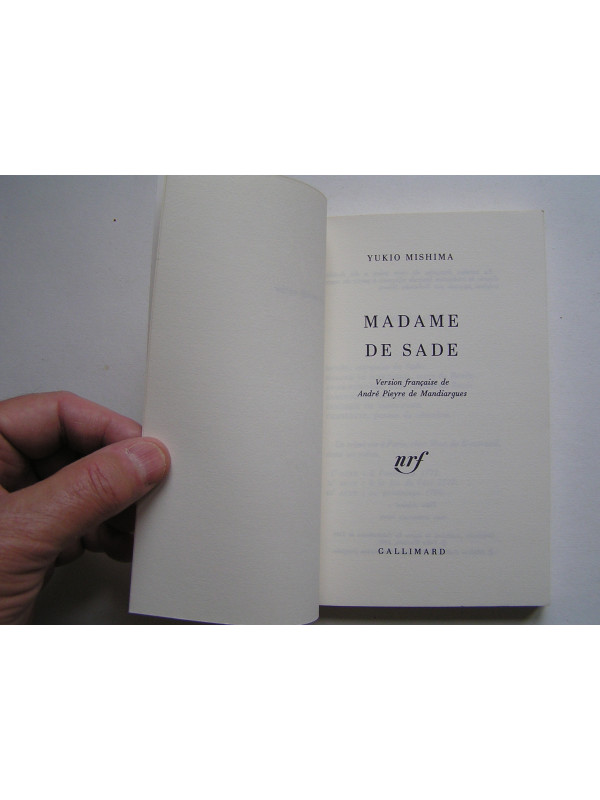 YUKIO MISHIMA
MADAME
DE SADE
Version française de
André Pieyre de Mandiargues
nrf
GALLIMARD